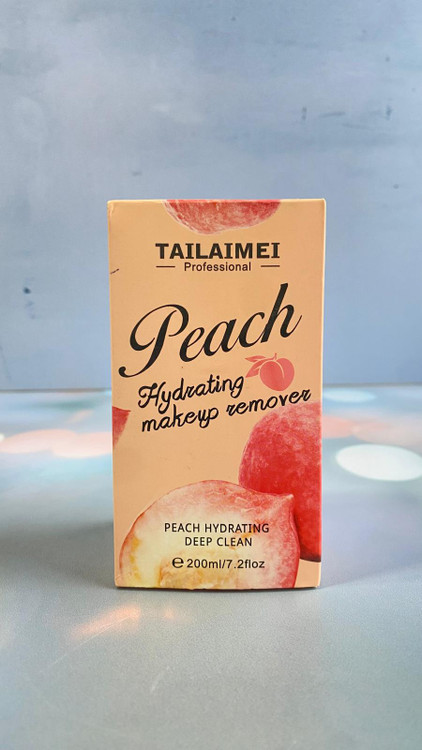 TAILAIMEI
Professional
Peach
Hydrating
makeup remover
PEACH HYDRATING
DEEP CLEAN
℮ 200ml/7.2floz